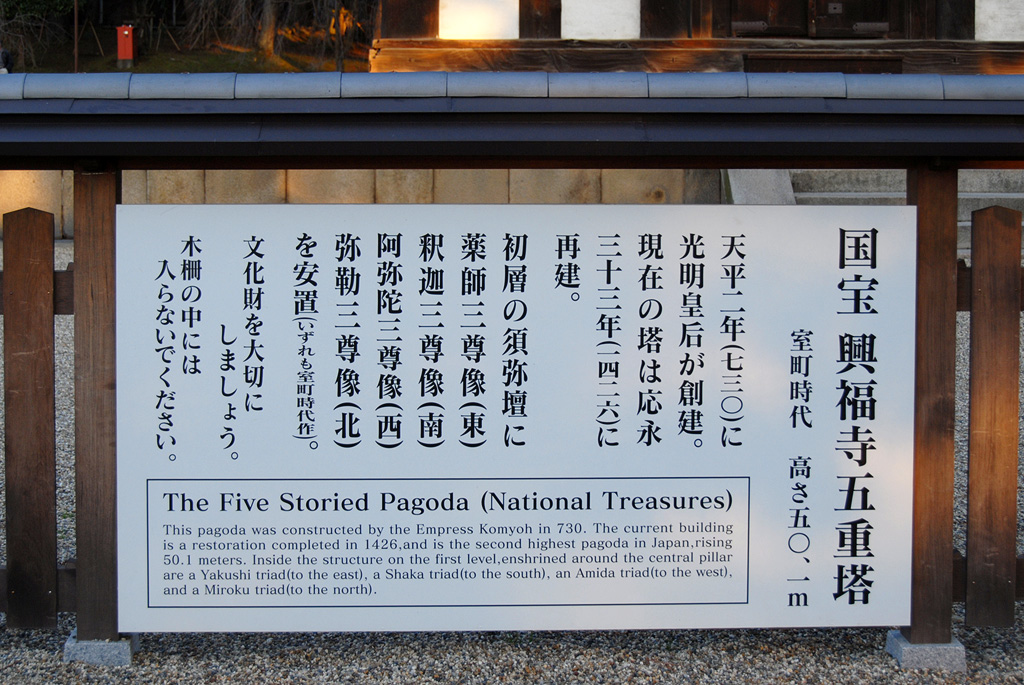 国宝 興福寺五重塔
室町時代 高さ五〇、一m
天平二年(七三〇)に
光明皇后が創建。
現在の塔は応永
三十三年(一四二六)に
再建。
初層の須弥壇に
薬師三尊像(東)
釈迦三尊像(南)
阿弥陀三尊像(西)
弥勒三尊像(北)
を安置(いずれも室町時代作)。
文化財を大切に
しましょう。
木柵の中には
入らないでください。
The Five Storied Pagoda (National Treasures)
This pagoda was constructed by the Empress Komyoh in 730. The current building
is a restoration completed in 1426,and is the second highest pagoda in Japan,rising
50.1 meters. Inside the structure on the first level,enshrined around the central pillar
are a Yakushi triad(to the east), a Shaka triad(to the south), an Amida triad(to the west),
and a Miroku triad(to the north).